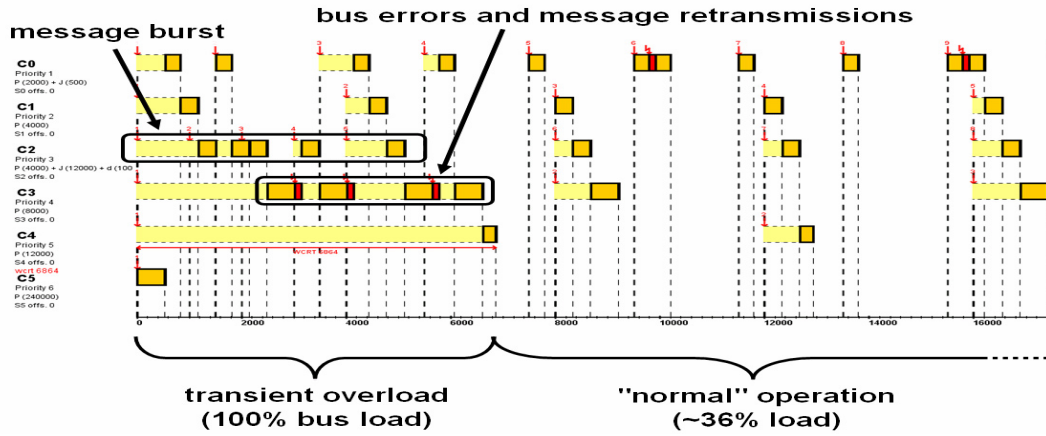 bus errors and message retransmissions
message burst
C0
Priority 1
P (2000) + J (500)
S0 offs. 0
C1
Priority 2
P (4000)
S1 offs. 0
C2
Priority 3
P (4000) + J (12000) + d (100
S2 offs. 0
C3
Priority 4
P (8000)
S3 offs. 0
C4
Priority 5
P (12000)
S4 offs. 0
wcrt 6864
WCRT 6864
C5
Priority 6
P (240000)
S5 offs. 0
0 2000 4000 6000 8000 10000 12000 14000 16000
transient overload
(100% bus load)
"normal" operation
(~36% load)